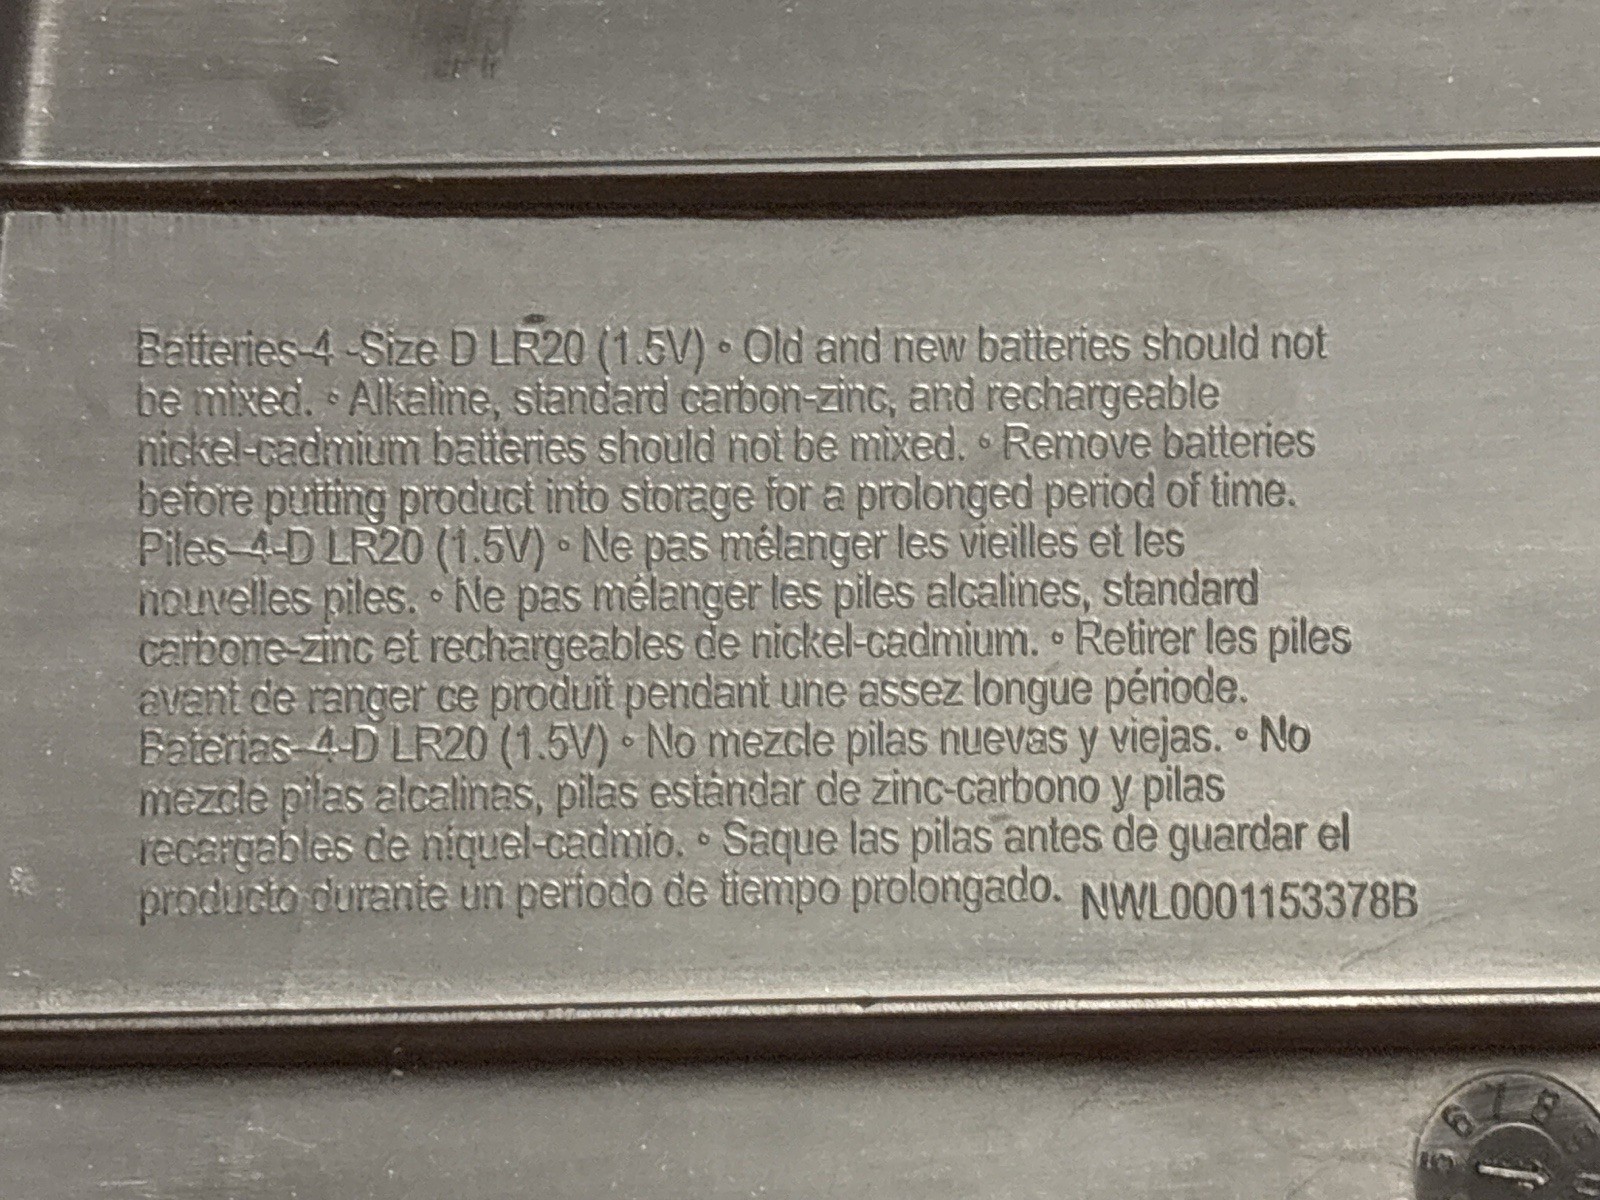 Batteries-4 -Size D LR20 (1.5V) ∘ Old and new batteries should not
be mixed. ∘ Alkaline, standard carbon-zinc, and rechargeable
nickel-cadmium batteries should not be mixed. ∘ Remove batteries
before putting product into storage for a prolonged period of time.
Piles-4-D LR20 (1.5V) ∘ Ne pas mélanger les vieilles et les
nouvelles piles. ∘ Ne pas mélanger les piles alcalines, standard
carbone-zinc et rechargeables de nickel-cadmium. ∘ Retirer les piles
avant de ranger ce produit pendant une assez longue période.
Baterias-4-D LR20 (1.5V) ∘ No mezcle pilas nuevas y viejas. ∘ No
mezcle pilas alcalinas, pilas estándar de zinc-carbono y pilas
recargables de níquel-cadmio. ∘ Saque las pilas antes de guardar el
producto durante un período de tiempo prolongado. NWL0001153378B
5 6 7 8